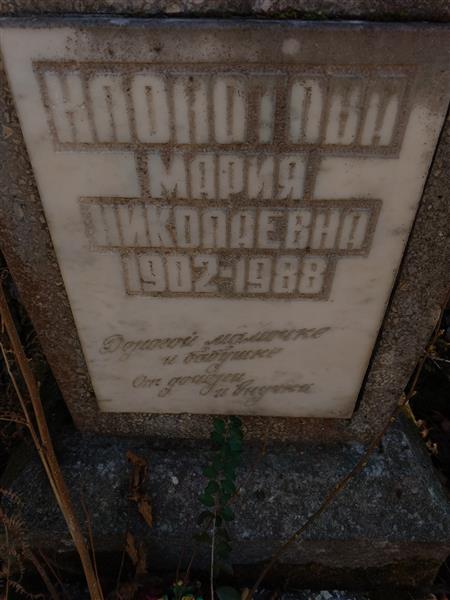 МАРИЯ
НИКОЛАЕВНА
1902-1988
Дорогой мамочке
и бабушке
От дочери
и внучки